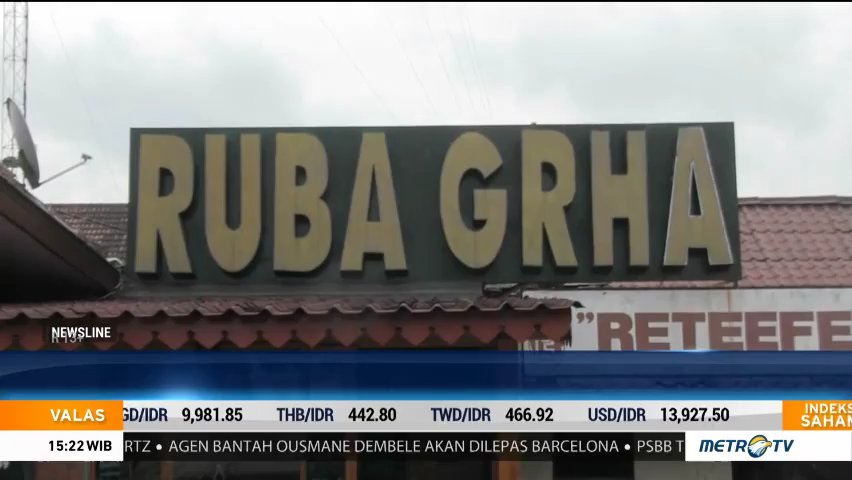 RUBA GRHA
"RETEEFE
NEWSLINE
R 13+
VALAS
GD/IDR 9,981.85 THB/IDR 442.80 TWD/IDR 466.92 USD/IDR 13,927.50
INDEKS
SAHAM
15:22 WIB
RTZ • AGEN BANTAH OUSMANE DEMBELE AKAN DILEPAS BARCELONA • PSBB T
METRO TV